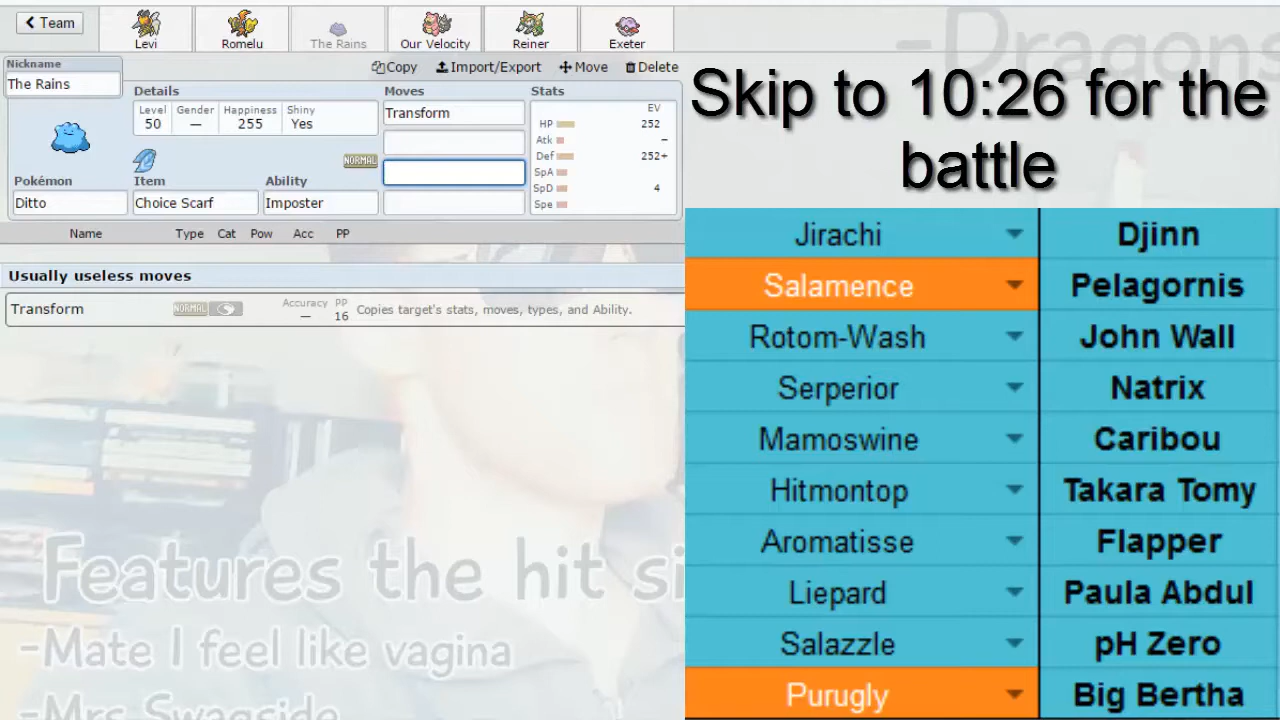 Team
Levi
Romelu
The Rains
Our Velocity
Reiner
Exeter
Nickname
The Rains
Copy
Import/Export
Move
Delete
Details
Level
50
Gender
—
Happiness
255
Shiny
Yes
NORMAL
Pokémon
Ditto
Item
Choice Scarf
Ability
Imposter
Moves
Transform
Stats
EV
HP 252
Atk –
Def 252+
SpA
SpD 4
Spe
Name Type Cat Pow Acc PP
Usually useless moves
Transform NORMAL Accuracy — PP 16 Copies target's stats, moves, types, and Ability.
-Dragons
Skip to 10:26 for the
battle
Jirachi Djinn
Salamence Pelagornis
Rotom-Wash John Wall
Serperior Natrix
Mamoswine Caribou
Hitmontop Takara Tomy
Aromatisse Flapper
Liepard Paula Abdul
Salazzle pH Zero
Purugly Big Bertha
Features the hit si
-Mate I feel like vagina
-Mrs Swagside